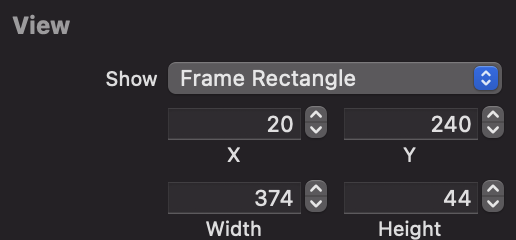 View
Show Frame Rectangle
20 240
X Y
374 44
Width Height